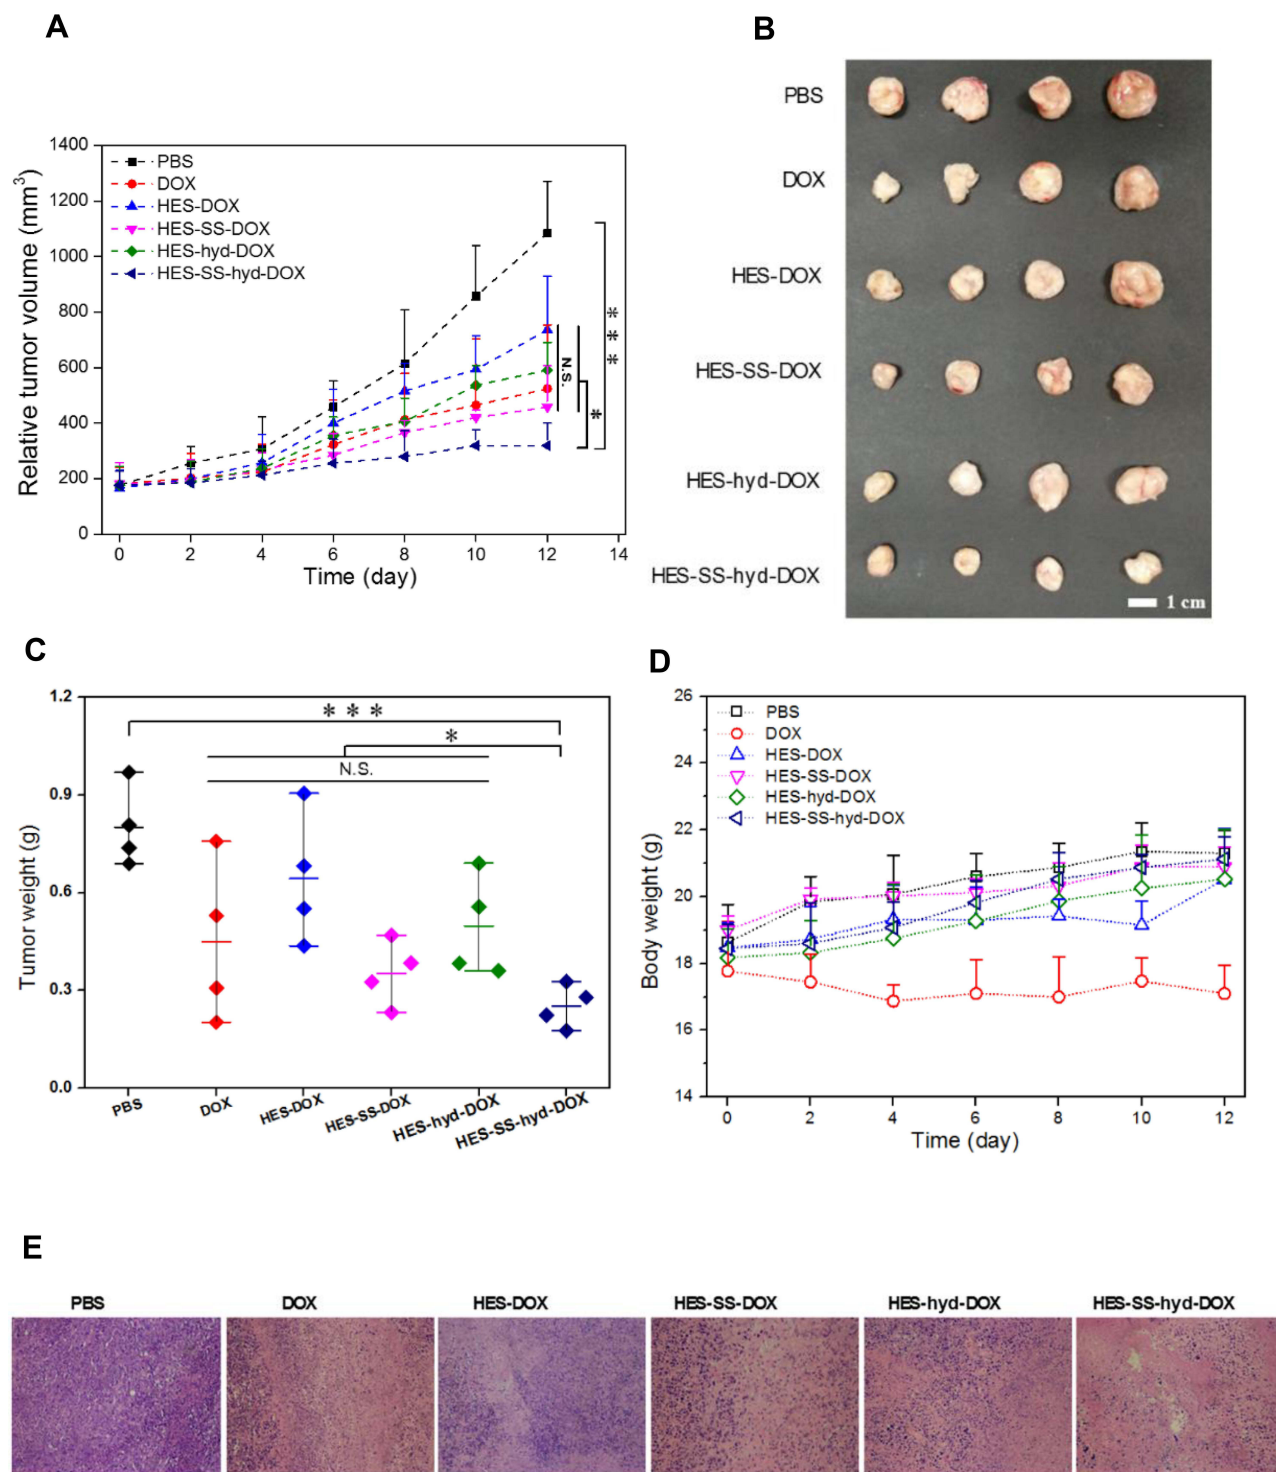 A
1400
1200
1000
800
600
400
200
0
Relative tumor volume (mm³)
PBS
DOX
HES-DOX
HES-SS-DOX
HES-hyd-DOX
HES-SS-hyd-DOX
N.S.
*
***
0 2 4 6 8 10 12 14
Time (day)
B
PBS
DOX
HES-DOX
HES-SS-DOX
HES-hyd-DOX
HES-SS-hyd-DOX
1 cm
C
1.2
0.9
0.6
0.3
0.0
Tumor weight (g)
* * *
*
N.S.
PBS DOX HES-DOX HES-SS-DOX HES-hyd-DOX HES-SS-hyd-DOX
D
26
24
22
20
18
16
14
Body weight (g)
PBS
DOX
HES-DOX
HES-SS-DOX
HES-hyd-DOX
HES-SS-hyd-DOX
0 2 4 6 8 10 12
Time (day)
E
PBS DOX HES-DOX HES-SS-DOX HES-hyd-DOX HES-SS-hyd-DOX